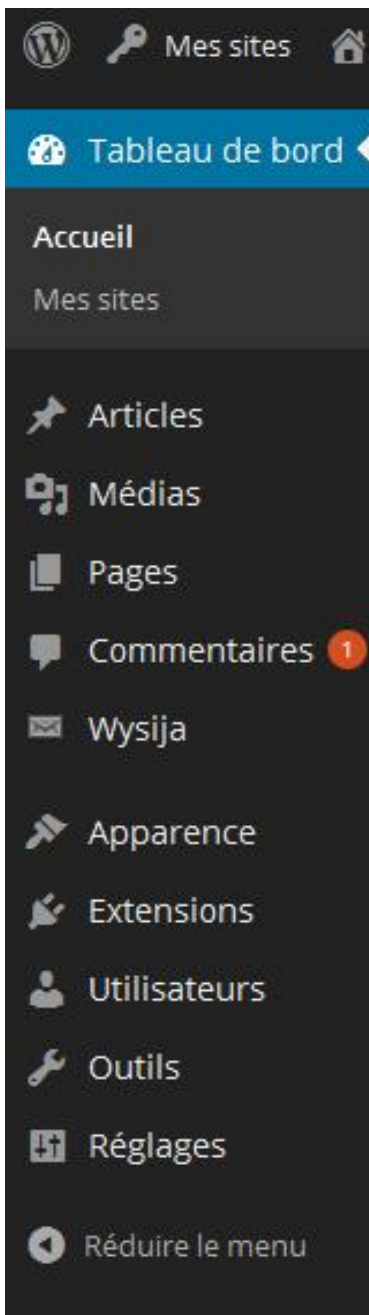 Mes sites
Tableau de bord
Accueil
Mes sites
Articles
Médias
Pages
Commentaires 1
Wysija
Apparence
Extensions
Utilisateurs
Outils
Réglages
Réduire le menu